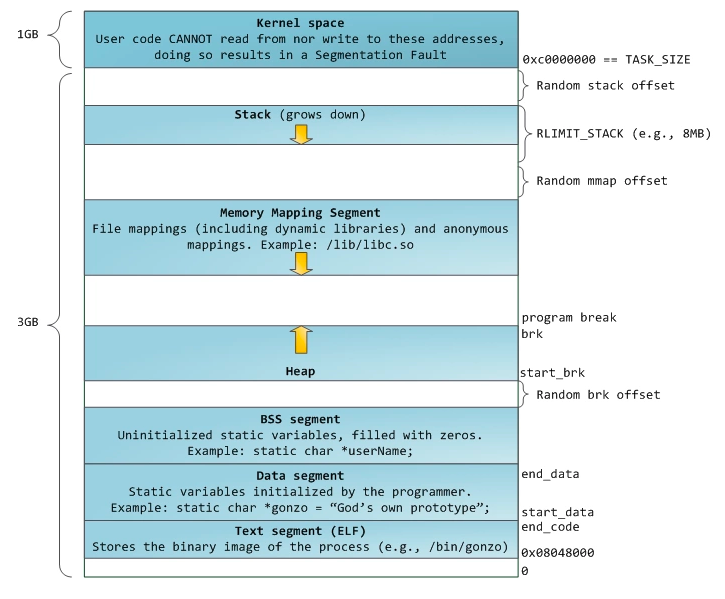 Kernel space
1GB
User code CANNOT read from nor write to these addresses,
doing so results in a Segmentation Fault
0xc0000000 == TASK_SIZE
Random stack offset
Stack (grows down)
RLIMIT_STACK (e.g., 8MB)
Random mmap offset
Memory Mapping Segment
File mappings (including dynamic libraries) and anonymous
mappings. Example: /lib/libc.so
3GB
program break
brk
Heap
start_brk
Random brk offset
BSS segment
Uninitialized static variables, filled with zeros.
Example: static char *userName;
Data segment
end_data
Static variables initialized by the programmer.
Example: static char *gonzo = “God’s own prototype”;
start_data
end_code
Text segment (ELF)
Stores the binary image of the process (e.g., /bin/gonzo)
0x08048000
0